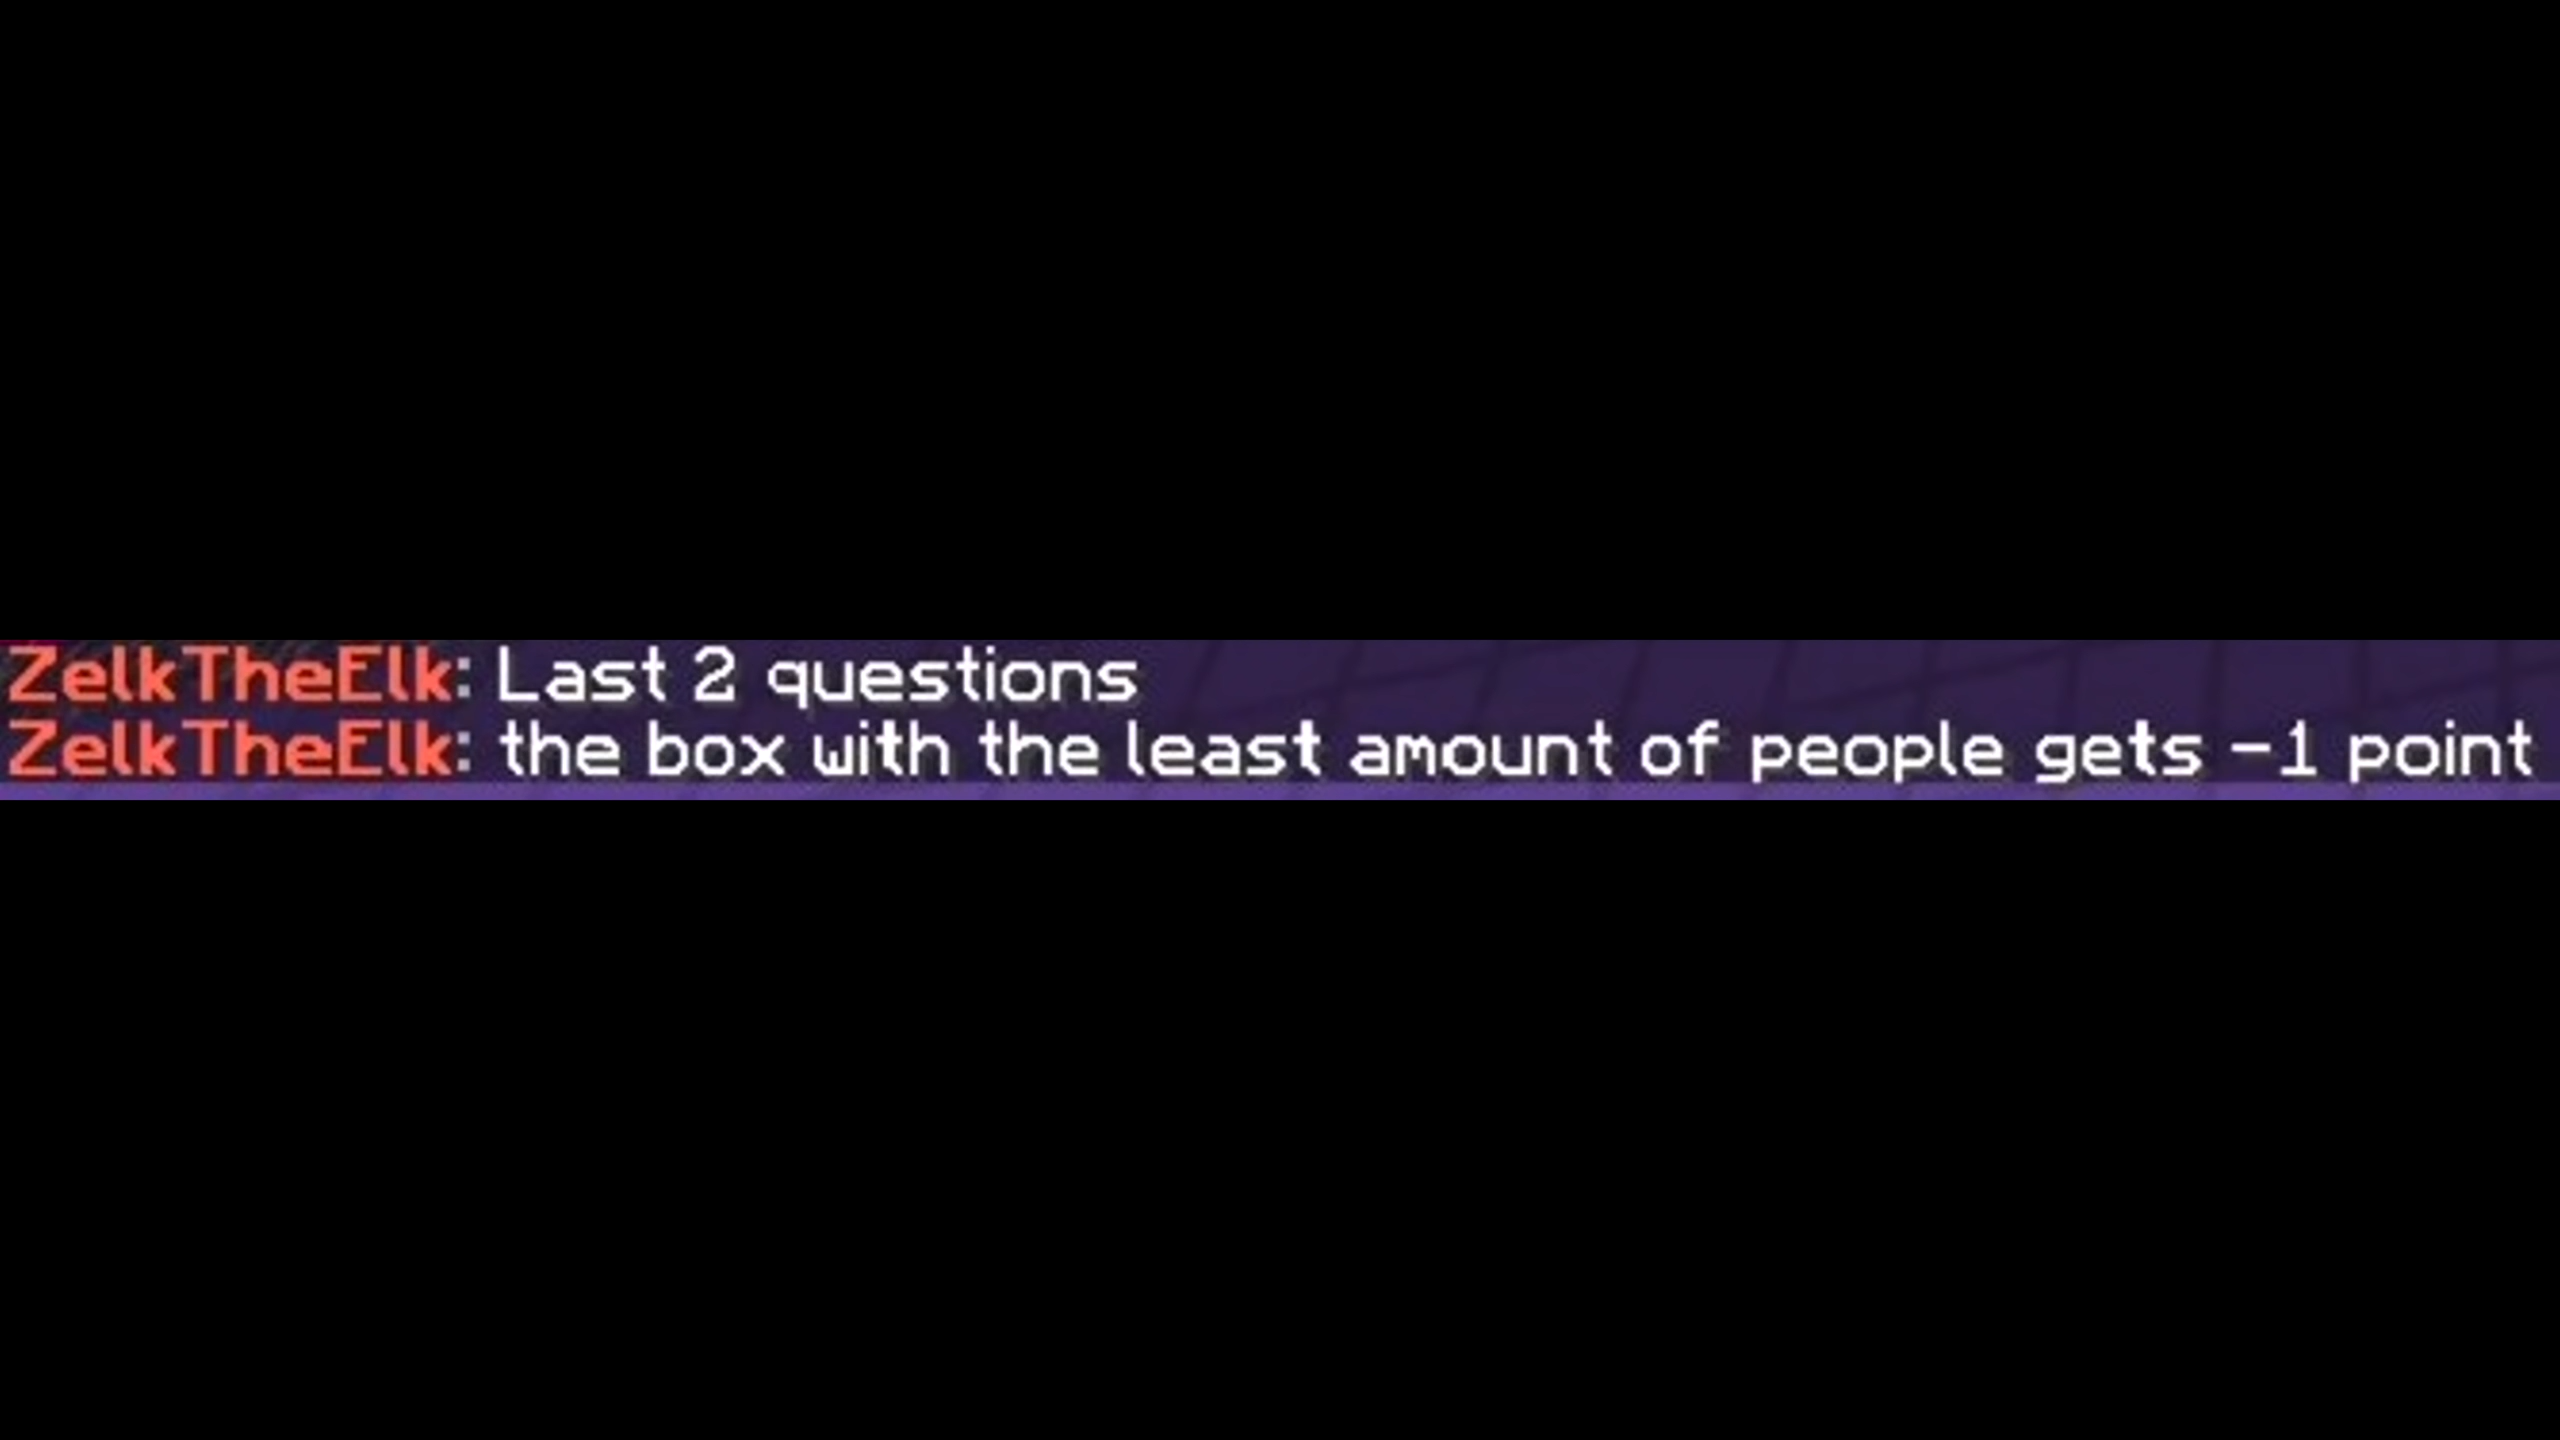 ZelkTheElk: Last 2 questions
ZelkTheElk: the box with the least amount of people gets -1 point